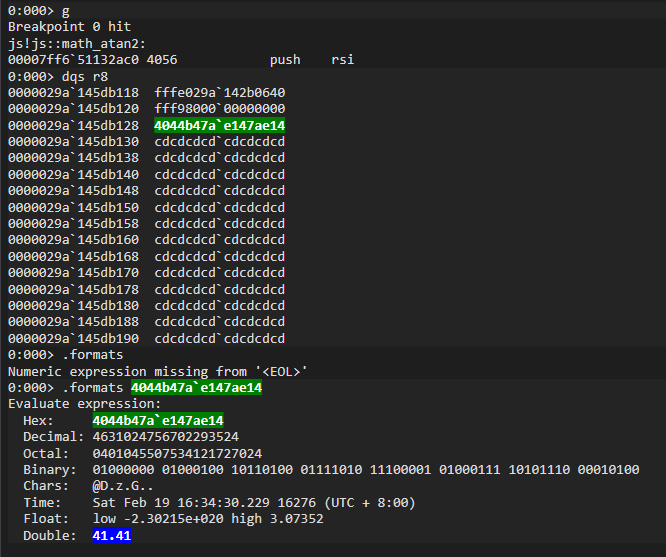 0:000> g
Breakpoint 0 hit
js!js::math_atan2:
00007ff6`51132ac0 4056            push    rsi
0:000> dqs r8
0000029a`145db118  fffe029a`142b0640
0000029a`145db120  fff98000`00000000
0000029a`145db128  4044b47a`e147ae14
0000029a`145db130  cdcdcdcd`cdcdcdcd
0000029a`145db138  cdcdcdcd`cdcdcdcd
0000029a`145db140  cdcdcdcd`cdcdcdcd
0000029a`145db148  cdcdcdcd`cdcdcdcd
0000029a`145db150  cdcdcdcd`cdcdcdcd
0000029a`145db158  cdcdcdcd`cdcdcdcd
0000029a`145db160  cdcdcdcd`cdcdcdcd
0000029a`145db168  cdcdcdcd`cdcdcdcd
0000029a`145db170  cdcdcdcd`cdcdcdcd
0000029a`145db178  cdcdcdcd`cdcdcdcd
0000029a`145db180  cdcdcdcd`cdcdcdcd
0000029a`145db188  cdcdcdcd`cdcdcdcd
0000029a`145db190  cdcdcdcd`cdcdcdcd
0:000> .formats
Numeric expression missing from '<EOL>'
0:000> .formats 4044b47a`e147ae14
Evaluate expression:
  Hex:     4044b47a`e147ae14
  Decimal: 4631024756702293524
  Octal:   0401045507534121727024
  Binary:  01000000 01000100 10110100 01111010 11100001 01000111 10101110 00010100
  Chars:   @D.z.G..
  Time:    Sat Feb 19 16:34:30.229 16276 (UTC + 8:00)
  Float:   low -2.30215e+020 high 3.07352
  Double:  41.41